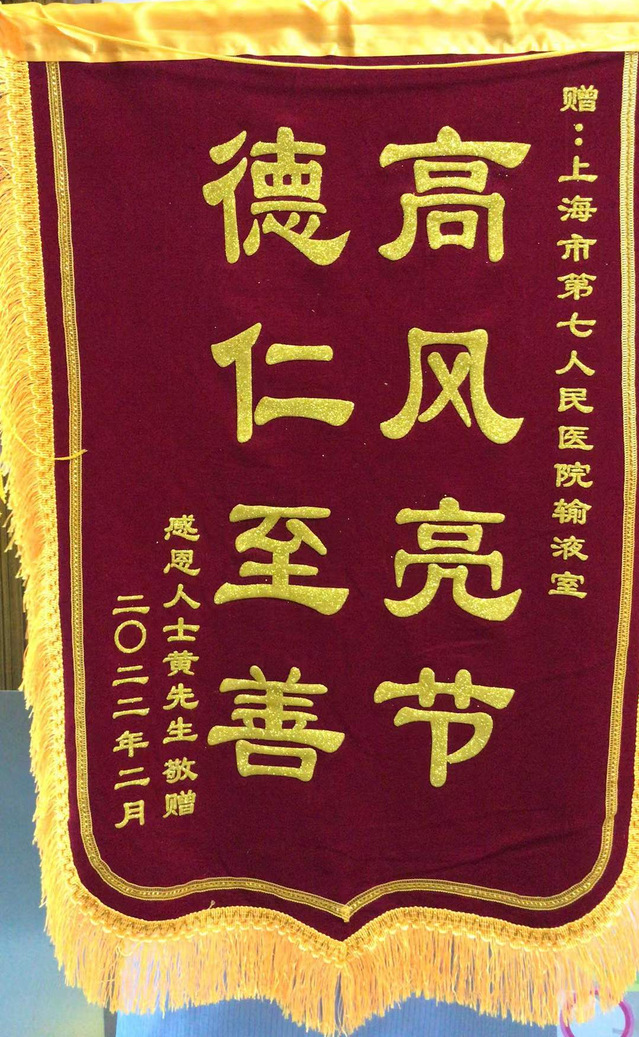 赠：上海市第七人民医院输液室
高风亮节
德仁至善
感恩人士黄先生 敬赠
二〇二二年二月